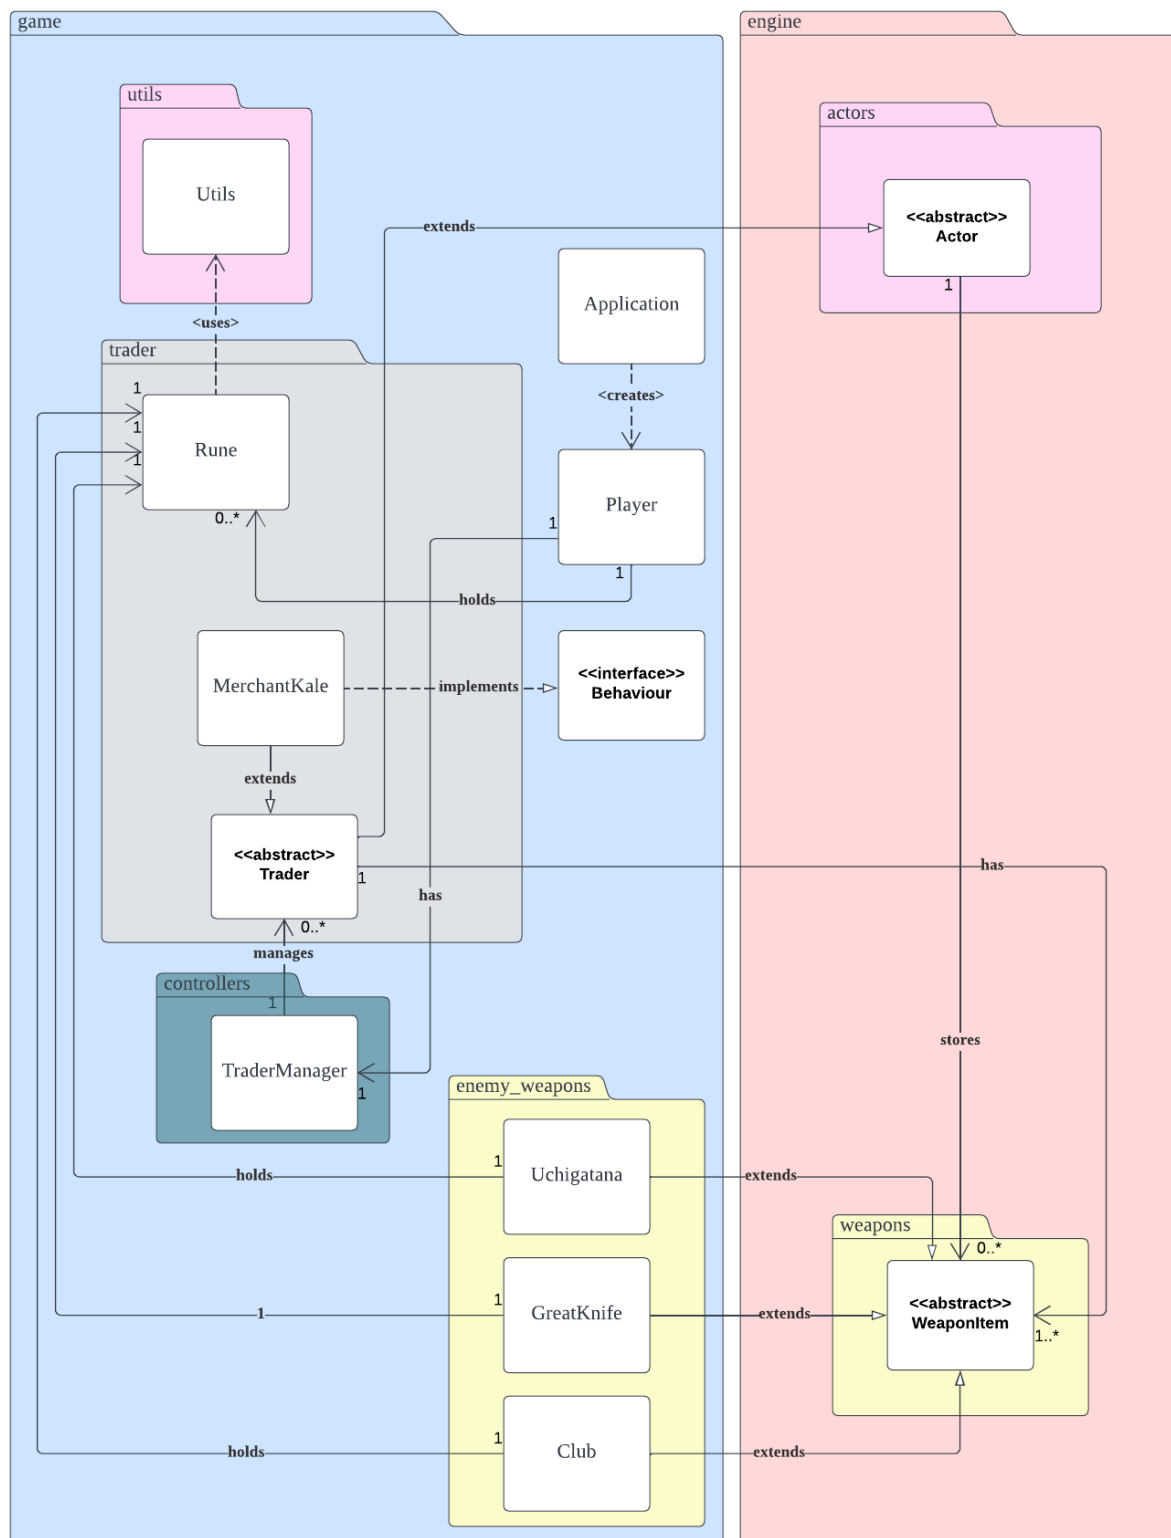 game
engine
utils
actors
Utils
<<abstract>>
Actor
extends
1
Application
<uses>
trader
<creates>
1
Rune
1
1
Player
0..*
1
1
holds
MerchantKale
implements
<<interface>>
Behaviour
extends
<<abstract>>
Trader
1
has
has
0..*
manages
controllers
1
stores
TraderManager
1
enemy_weapons
Uchigatana
1
holds
extends
weapons
0..*
1
GreatKnife
1
extends
<<abstract>>
WeaponItem
1..*
1
Club
holds
extends